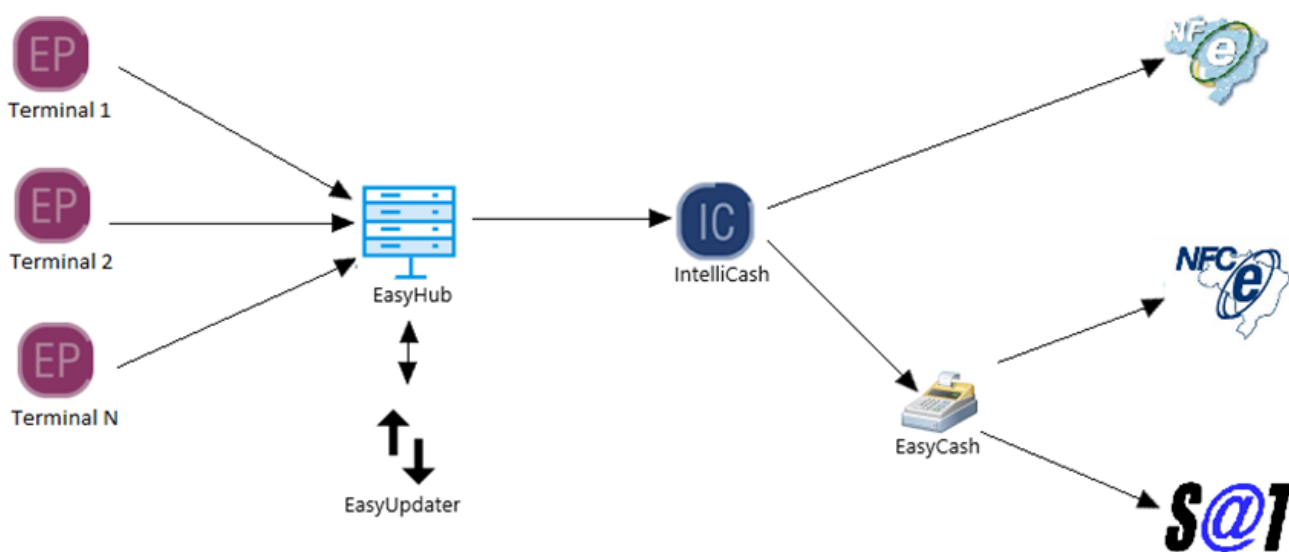 EP
Terminal 1
EP
Terminal 2
EP
Terminal N
EasyHub
EasyUpdater
IC
IntelliCash
EasyCash
NF
e
NFC
e
S@T